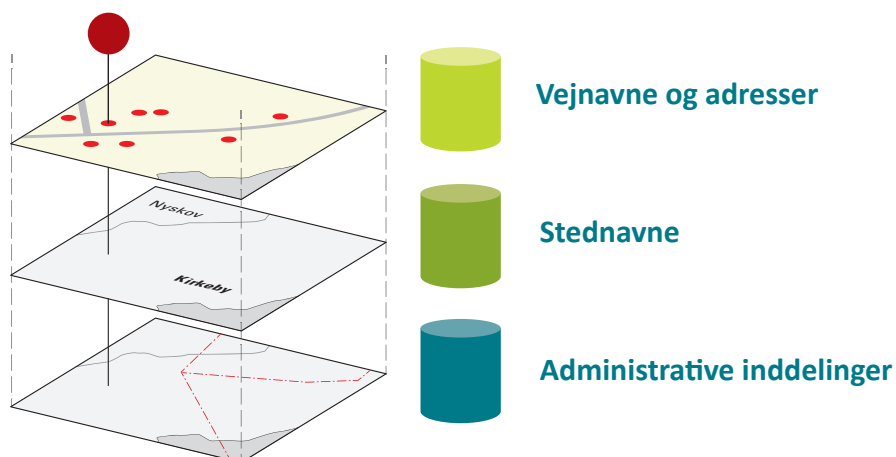 Vejnavne og adresser
Nyskov
Stednavne
Kirkeby
Administrative inddelinger